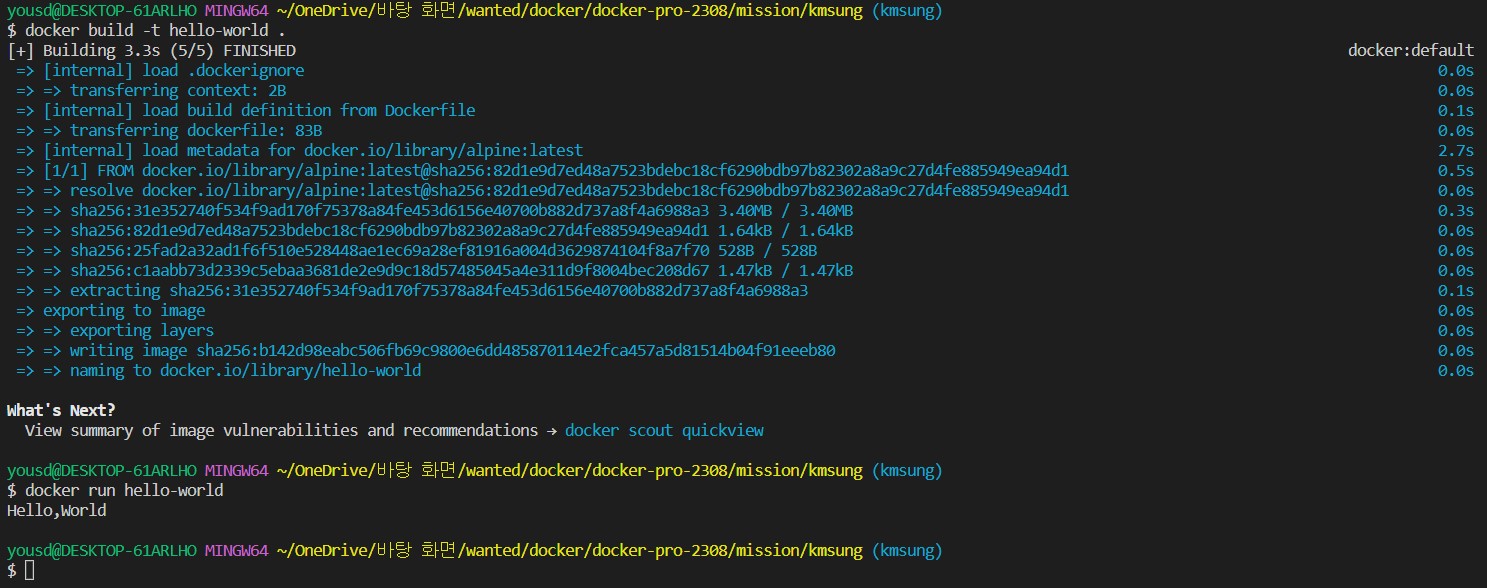 yousd@DESKTOP-61ARLHO MINGW64 ~/OneDrive/바탕 화면/wanted/docker/docker-pro-2308/mission/kmsung (kmsung)
$ docker build -t hello-world .
[+] Building 3.3s (5/5) FINISHED docker:default
=> [internal] load .dockerignore 0.0s
=> => transferring context: 2B 0.0s
=> [internal] load build definition from Dockerfile 0.1s
=> => transferring dockerfile: 83B 0.0s
=> [internal] load metadata for docker.io/library/alpine:latest 2.7s
=> [1/1] FROM docker.io/library/alpine:latest@sha256:82d1e9d7ed48a7523bdebc18cf6290bdb97b82302a8a9c27d4fe885949ea94d1 0.5s
=> => resolve docker.io/library/alpine:latest@sha256:82d1e9d7ed48a7523bdebc18cf6290bdb97b82302a8a9c27d4fe885949ea94d1 0.0s
=> => sha256:31e352740f534f9ad170f75378a84fe453d6156e40700b882d737a8f4a6988a3 3.40MB / 3.40MB 0.3s
=> => sha256:82d1e9d7ed48a7523bdebc18cf6290bdb97b82302a8a9c27d4fe885949ea94d1 1.64kB / 1.64kB 0.0s
=> => sha256:25fad2a32ad1f6f510e528448ae1ec69a28ef81916a004d3629874104f8a7f70 528B / 528B 0.0s
=> => sha256:c1aabb73d2339c5ebaa3681de2e9d9c18d57485045a4e311d9f8004bec208d67 1.47kB / 1.47kB 0.0s
=> => extracting sha256:31e352740f534f9ad170f75378a84fe453d6156e40700b882d737a8f4a6988a3 0.1s
=> exporting to image 0.0s
=> => exporting layers 0.0s
=> => writing image sha256:b142d98eabc506fb69c9800e6dd485870114e2fca457a5d81514b04f91eeeb80 0.0s
=> => naming to docker.io/library/hello-world 0.0s
What's Next?
View summary of image vulnerabilities and recommendations → docker scout quickview
yousd@DESKTOP-61ARLHO MINGW64 ~/OneDrive/바탕 화면/wanted/docker/docker-pro-2308/mission/kmsung (kmsung)
$ docker run hello-world
Hello,World
yousd@DESKTOP-61ARLHO MINGW64 ~/OneDrive/바탕 화면/wanted/docker/docker-pro-2308/mission/kmsung (kmsung)
$